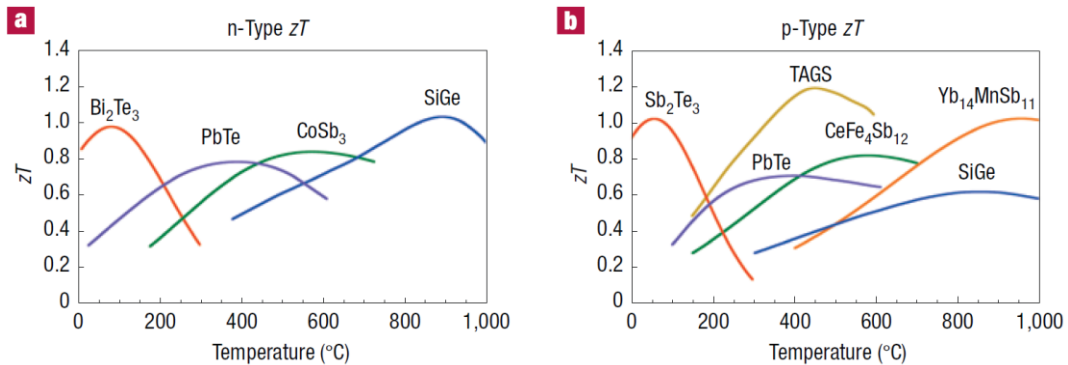 a
n-Type zT
1.4
1.2
1.0
0.8
0.6
0.4
0.2
0
zT
Bi₂Te₃
PbTe
CoSb₃
SiGe
0 200 400 600 800 1,000
Temperature (°C)
b
p-Type zT
1.4
1.2
1.0
0.8
0.6
0.4
0.2
0
zT
Sb₂Te₃
TAGS
PbTe
CeFe₄Sb₁₂
Yb₁₄MnSb₁₁
SiGe
0 200 400 600 800 1,000
Temperature (°C)